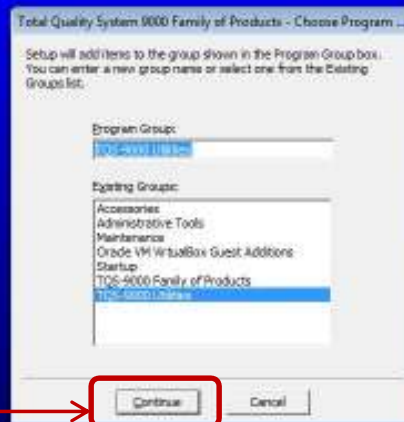 Total Quality System 9000 Family of Products - Choose Program ...
Setup will add items to the group shown in the Program Group box.
You can enter a new group name or select one from the Existing
Groups list.
Program Group:
TQS-9000 Utilities
Existing Groups:
Accessories
Administrative Tools
Maintenance
Oracle VM VirtualBox Guest Additions
Startup
TQS-9000 Family of Products
TQS-9000 Utilities
Continue
Cancel